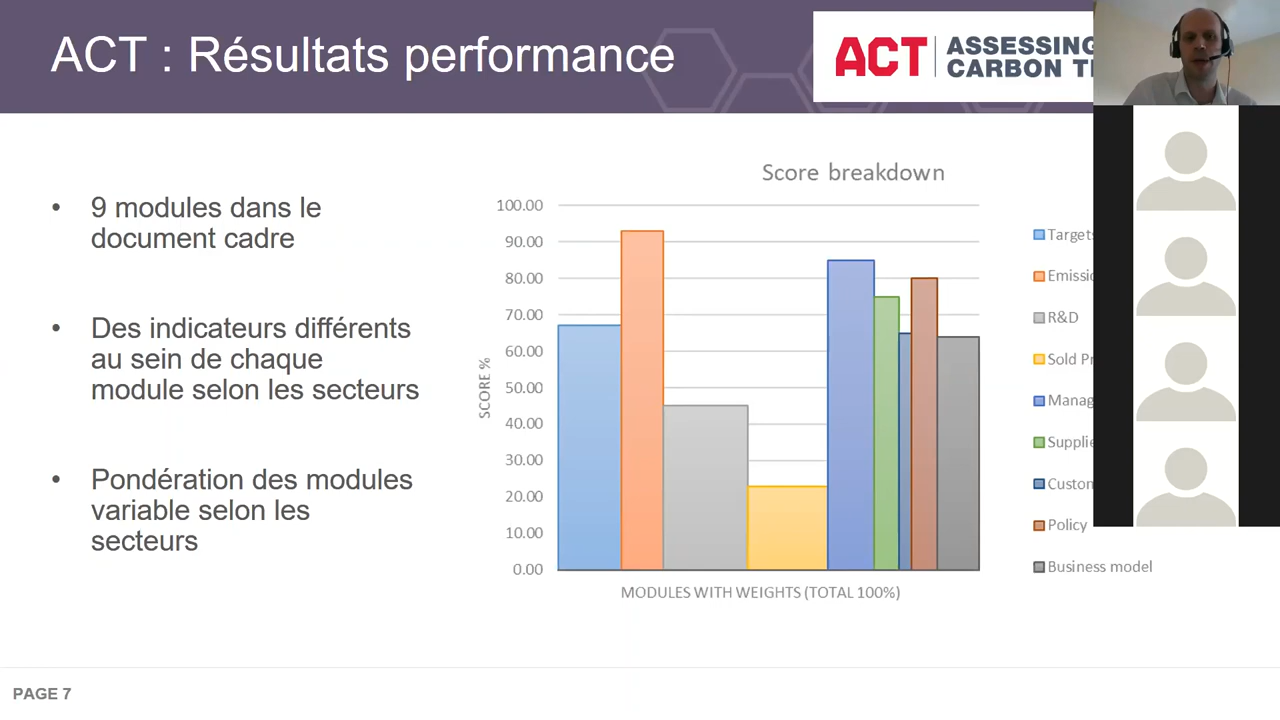 ACT : Résultats performance
ACT ASSESSING
CARBON
• 9 modules dans le
document cadre
• Des indicateurs différents
au sein de chaque
module selon les secteurs
• Pondération des modules
variable selon les
secteurs
Score breakdown
100.00
90.00
80.00
70.00
60.00
50.00
40.00
30.00
20.00
10.00
0.00
SCORE %
MODULES WITH WEIGHTS (TOTAL 100%)
Targets
R&D
Sold
Policy
Business model
PAGE 7